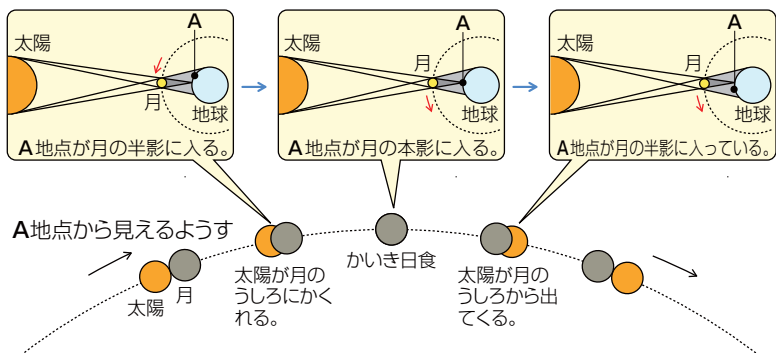 A
太陽
月
地球
A地点が月の半影に入る。
A
太陽
月
地球
A地点が月の本影に入る。
A
太陽
月
地球
A地点が月の半影に入っている。
A地点から見えるようす
太陽
月
太陽が月の
うしろにかく
れる。
かいき日食
太陽が月の
うしろから出
てくる。